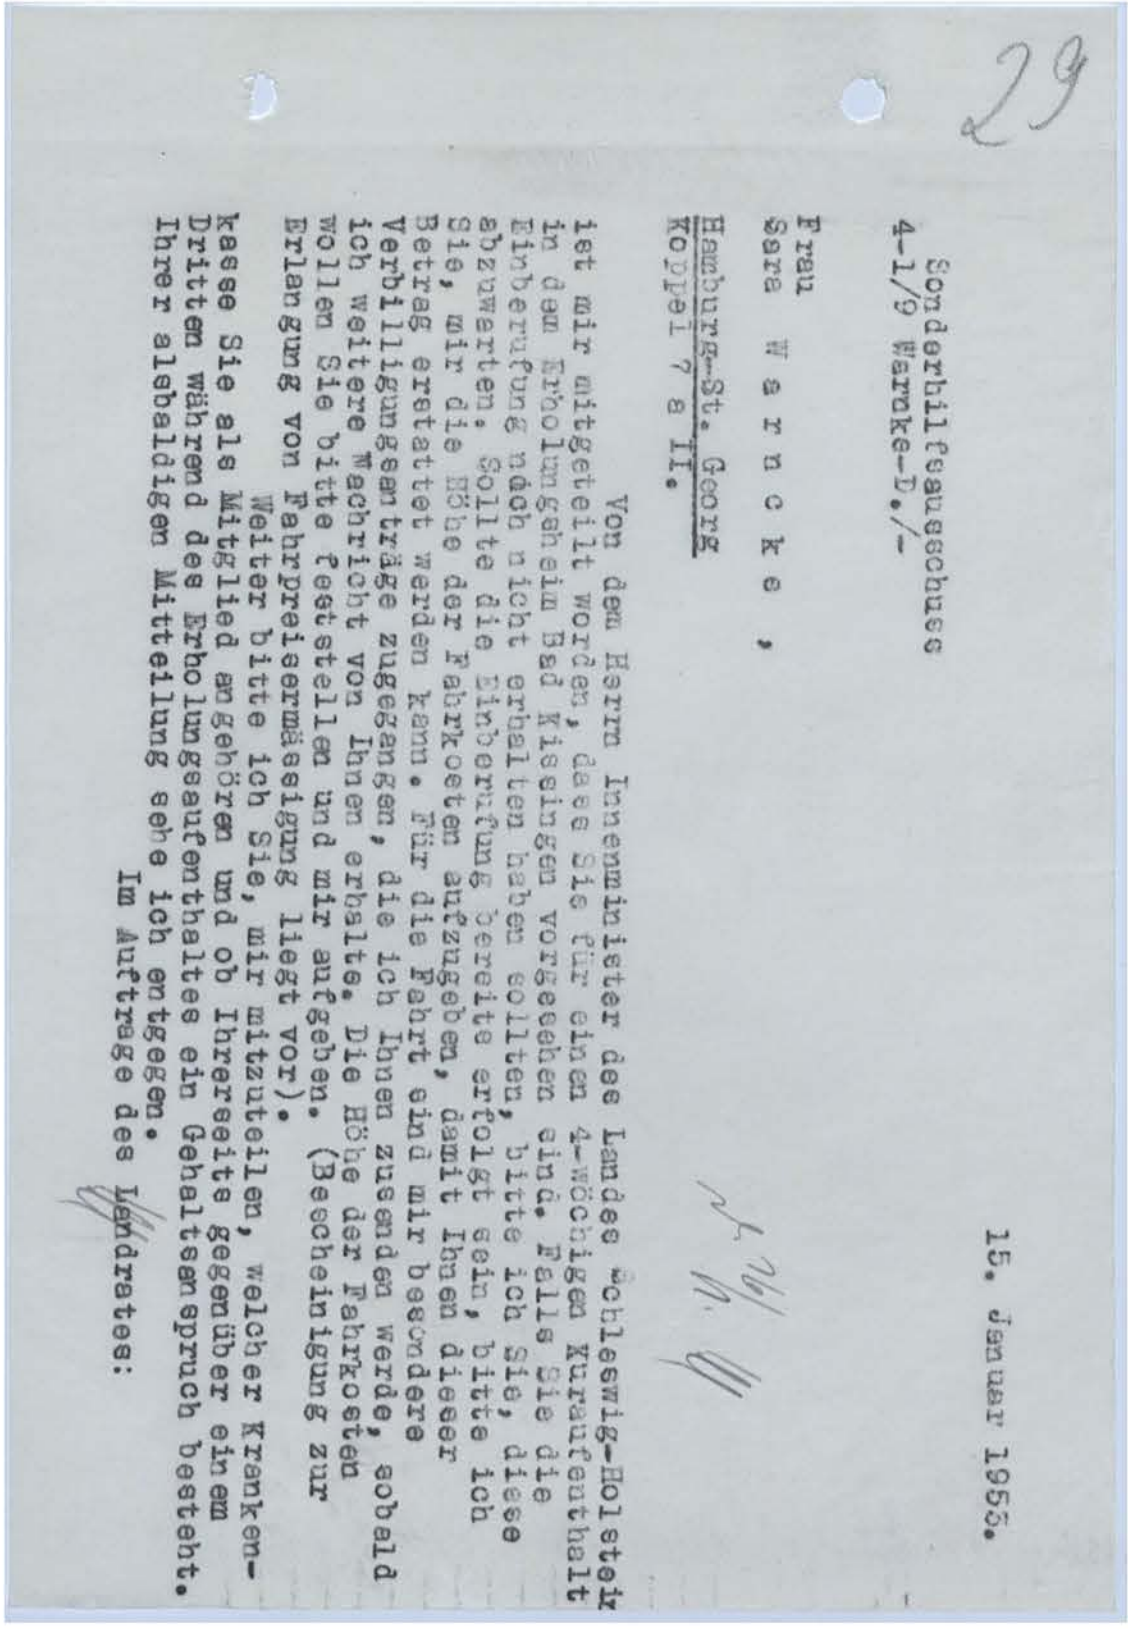 29
15. Januar
Sonderhilfsausschuss
4-1/9 Warnke-D./-
Frau
Sara Warncke,
Hamburg-St. Georg
Koppel 7 a II.
Von dem Herrn Innenminister des Landes Schleswig-Holstein
ist mir mitgeteilt worden, dass Sie für einen 4-wöchigen Kuraufenthalt
in dem Erholungsheim Bad Kissingen vorgesehen sind. Falls Sie die
Einberufung noch nicht erhalten haben sollten, bitte ich Sie, diese
abzuwarten. Sollte die Einberufung bereits erfolgt sein, bitte ich
Sie, mir die Höhe der Fahrkosten aufzugeben, damit Ihnen dieser
Betrag erstattet werden kann. Für die Fahrt sind mir besondere
Verbilligungsanträge zugegangen, die ich Ihnen zusenden werde, sobald
ich weitere Nachricht von Ihnen erhalte. Die Höhe der Fahrkosten
wollen Sie bitte feststellen und mir aufgeben. (Bescheinigung zur
Erlangung von Fahrpreisermässigung liegt vor).
Weiter bitte ich Sie, mir mitzuteilen, welcher Kranken-
kasse Sie als Mitglied angehören und ob Ihrerseits gegenüber einem
Dritten während des Erholungsaufenthaltes ein Gehaltsanspruch besteht.
Ihrer alsbaldigen Mitteilung sehe ich entgegen.
Im Auftrage des Landrates: